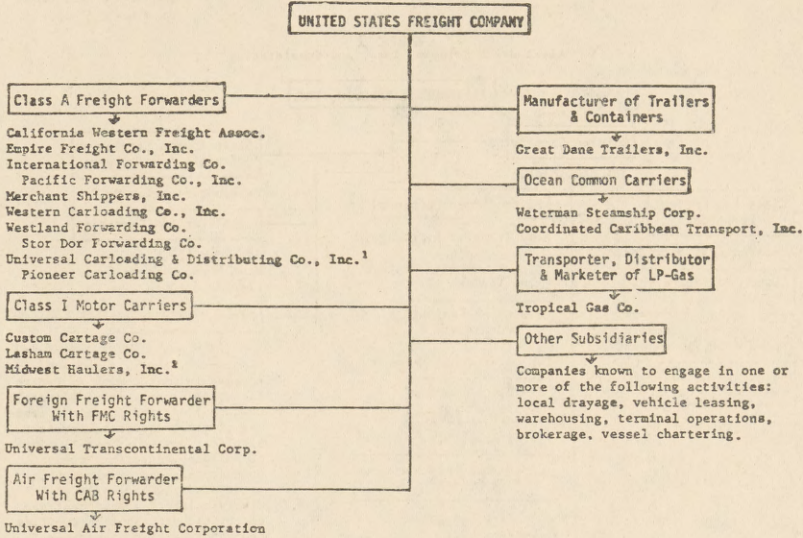 UNITED STATES FREIGHT COMPANY
Class A Freight Forwarders
California Western Freight Assoc.
Empire Freight Co., Inc.
International Forwarding Co.
Pacific Forwarding Co., Inc.
Merchant Shippers, Inc.
Western Carloading Co., Inc.
Westland Forwarding Co.
Stor Dor Forwarding Co.
Universal Carloading & Distributing Co., Inc.¹
Pioneer Carloading Co.
Class I Motor Carriers
Custom Cartage Co.
Lasham Cartage Co.
Midwest Haulers, Inc.²
Foreign Freight Forwarder
With FMC Rights
Universal Transcontinental Corp.
Air Freight Forwarder
With CAB Rights
Universal Air Freight Corporation
Manufacturer of Trailers
& Containers
Great Dane Trailers, Inc.
Ocean Common Carriers
Waterman Steamship Corp.
Coordinated Caribbean Transport, Inc.
Transporter, Distributor
& Marketer of LP-Gas
Tropical Gas Co.
Other Subsidiaries
Companies known to engage in one or
more of the following activities:
local drayage, vehicle leasing,
warehousing, terminal operations,
brokerage, vessel chartering.